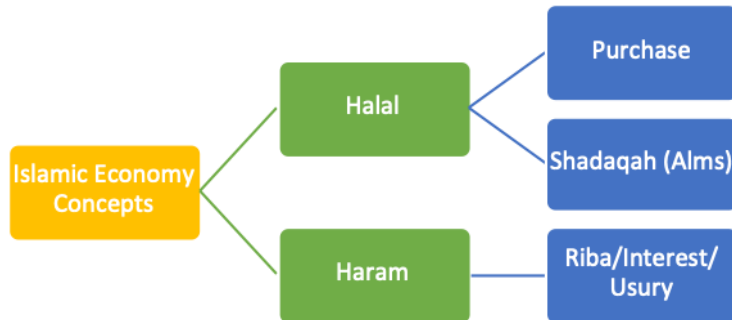 Islamic Economy
Concepts
Halal
Purchase
Shadaqah (Alms)
Haram
Riba/Interest/
Usury